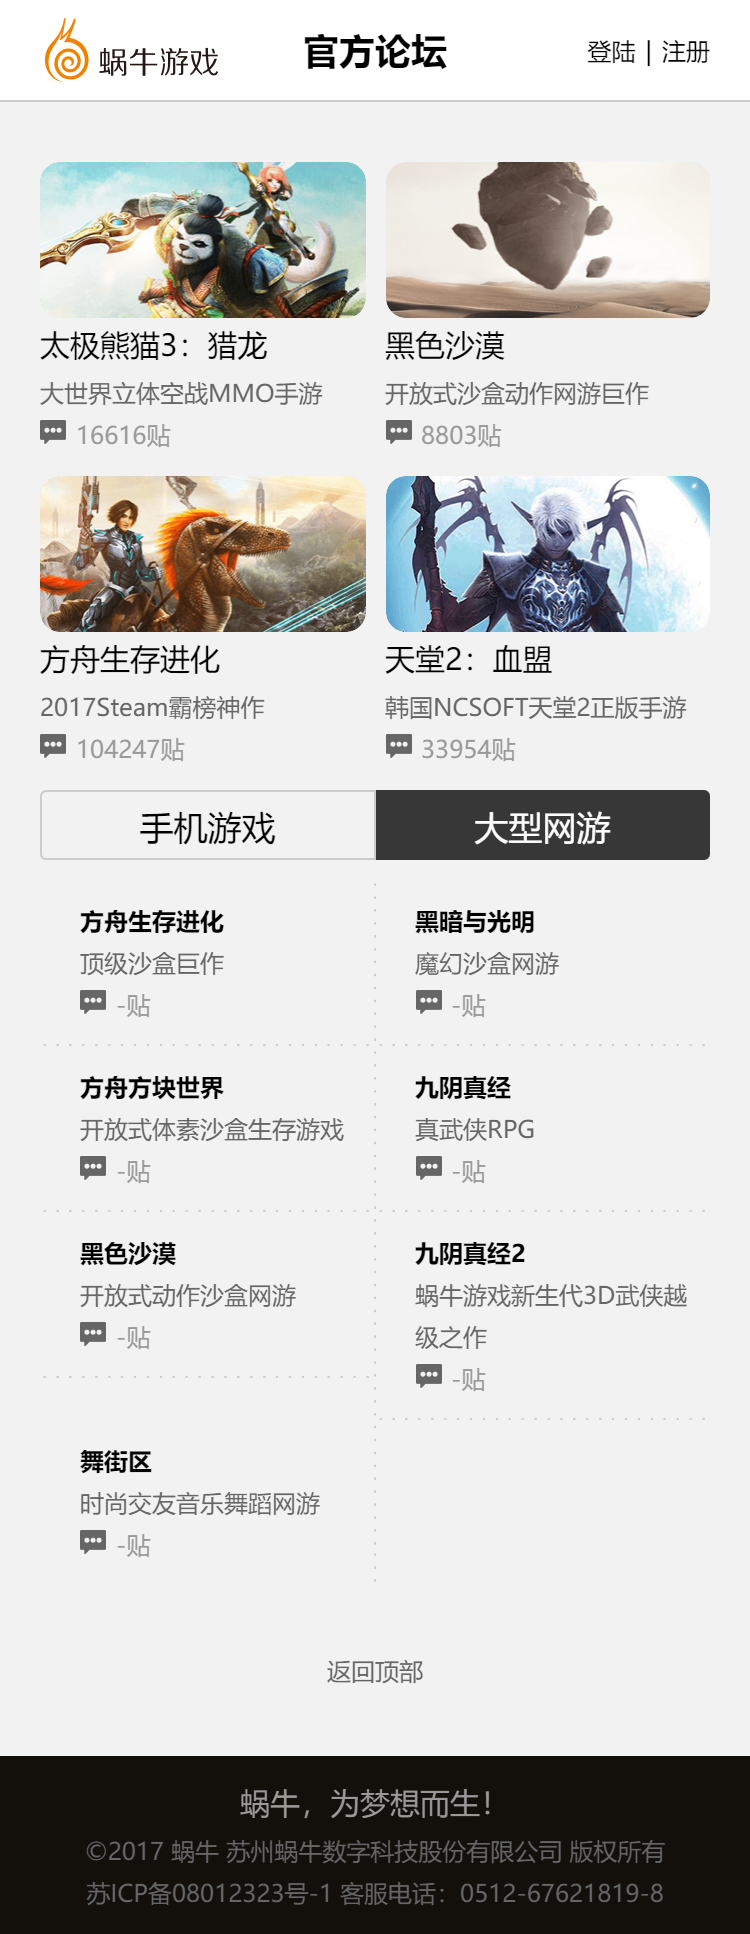 蜗牛游戏
官方论坛
登陆 | 注册
太极熊猫3：猎龙
大世界立体空战MMO手游
16616贴
黑色沙漠
开放式沙盒动作网游巨作
8803贴
方舟生存进化
2017Steam霸榜神作
104247贴
天堂2：血盟
韩国NCSOFT天堂2正版手游
33954贴
手机游戏
大型网游
方舟生存进化
顶级沙盒巨作
-贴
黑暗与光明
魔幻沙盒网游
-贴
方舟方块世界
开放式体素沙盒生存游戏
-贴
九阴真经
真武侠RPG
-贴
黑色沙漠
开放式动作沙盒网游
-贴
九阴真经2
蜗牛游戏新生代3D武侠越
级之作
-贴
舞街区
时尚交友音乐舞蹈网游
-贴
返回顶部
蜗牛，为梦想而生！
©2017 蜗牛 苏州蜗牛数字科技股份有限公司 版权所有
苏ICP备08012323号-1 客服电话：0512-67621819-8